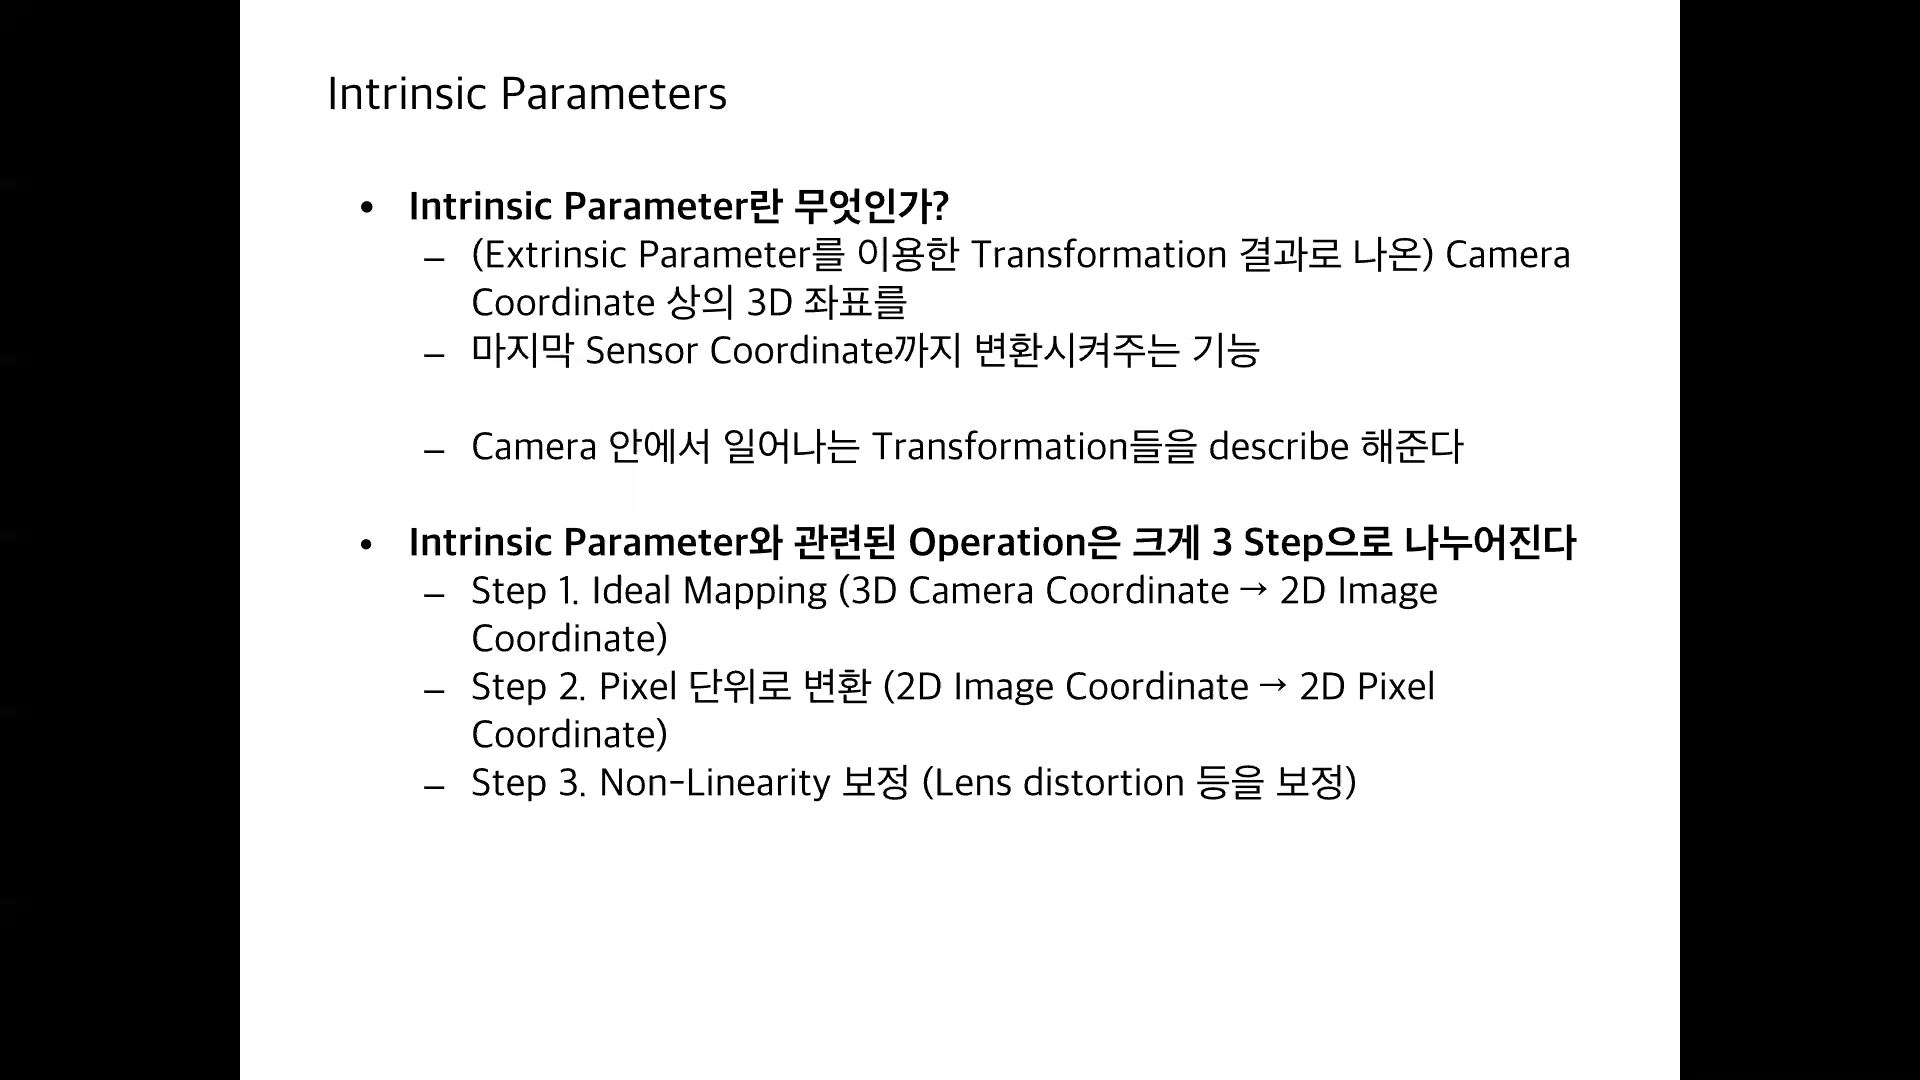 Intrinsic Parameters
• Intrinsic Parameter란 무엇인가?
– (Extrinsic Parameter를 이용한 Transformation 결과로 나온) Camera
Coordinate 상의 3D 좌표를
– 마지막 Sensor Coordinate까지 변환시켜주는 기능
– Camera 안에서 일어나는 Transformation들을 describe 해준다
• Intrinsic Parameter와 관련된 Operation은 크게 3 Step으로 나누어진다
– Step 1. Ideal Mapping (3D Camera Coordinate → 2D Image
Coordinate)
– Step 2. Pixel 단위로 변환 (2D Image Coordinate → 2D Pixel
Coordinate)
– Step 3. Non-Linearity 보정 (Lens distortion 등을 보정)